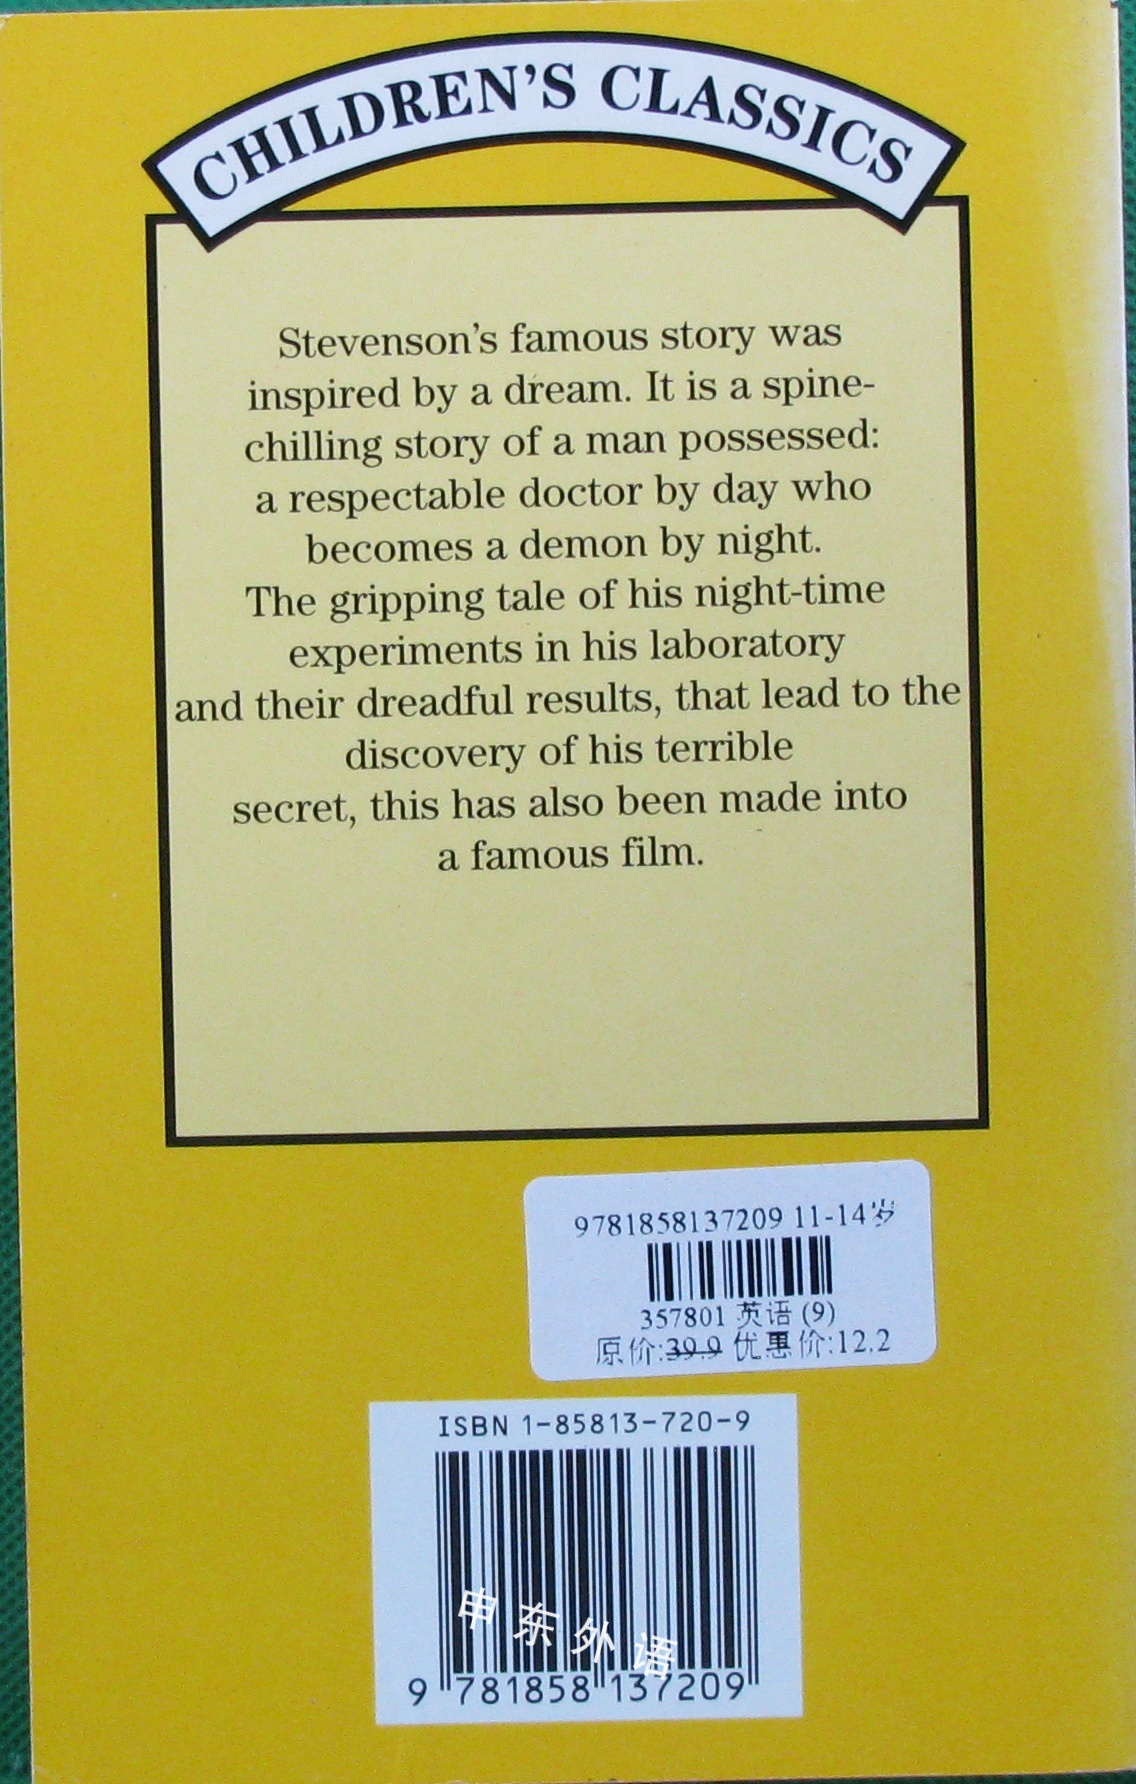 CHILDREN'S CLASSICS
Stevenson's famous story was
inspired by a dream. It is a spine-
chilling story of a man possessed:
a respectable doctor by day who
becomes a demon by night.
The gripping tale of his night-time
experiments in his laboratory
and their dreadful results, that lead to the
discovery of his terrible
secret, this has also been made into
a famous film.
9781858137209 11-14岁
357801 英语 (9)
原价:39.9 优惠价:12.2
ISBN 1-85813-720-9
申东外语
9 781858 137209